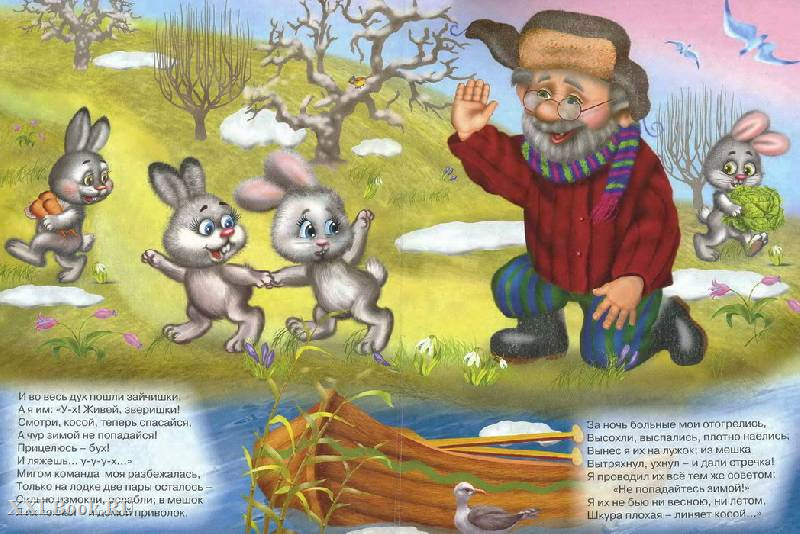 И во весь дух пошли зайчишки.
А я им: «У-х! Живей, зверишки!
Смотри, косой, теперь спасайся,
А чур зимой не попадайся!
Прицелюсь – бух!
И ляжешь... у-у-у-х...»
Мигом команда моя разбежалась,
Только на лодке две пары осталось –
Сильно измокли, ослабли; в мешок
и домой приволок.
За ночь больные мои отогрелись,
Высохли, выспались, плотно наелись;
Вынес я их на лужок; из мешка
Вытряхнул, ухнул – и дали стречка!
Я проводил их всё тем же советом:
«Не попадайтесь зимой!»
Я их не бью ни весною, ни летом,
Шкура плохая – линяет косой...»